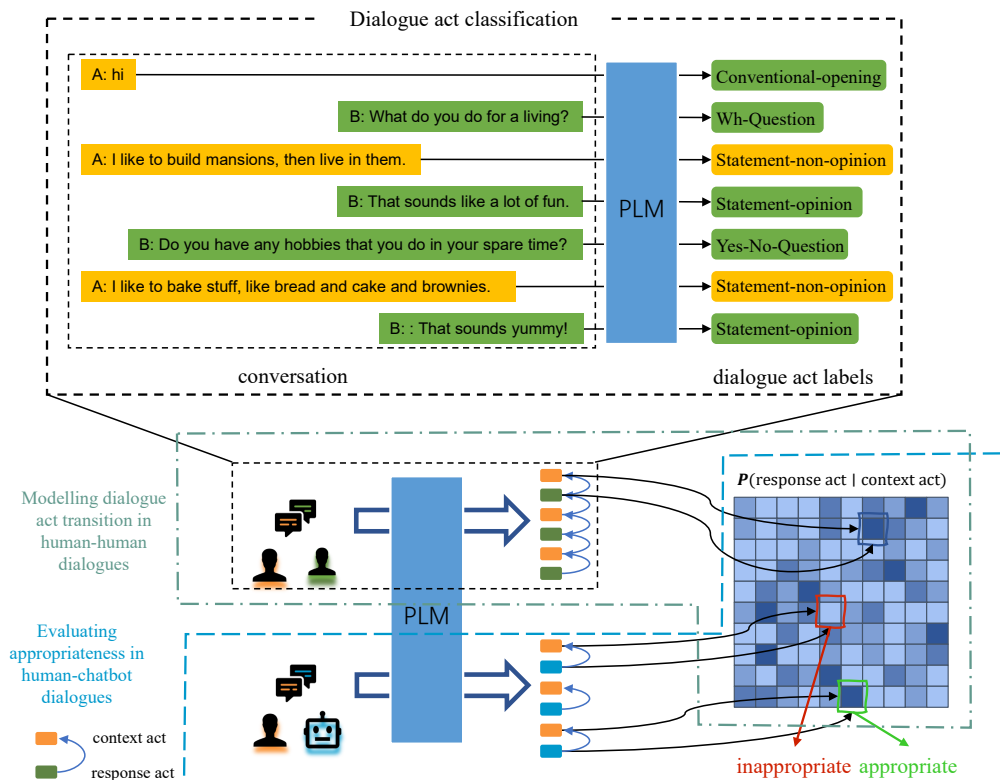 Dialogue act classification
A: hi
Conventional-opening
B: What do you do for a living?
Wh-Question
A: I like to build mansions, then live in them.
Statement-non-opinion
B: That sounds like a lot of fun.
PLM
Statement-opinion
B: Do you have any hobbies that you do in your spare time?
Yes-No-Question
A: I like to bake stuff, like bread and cake and brownies.
Statement-non-opinion
B: : That sounds yummy!
Statement-opinion
conversation
dialogue act labels
Modelling dialogue
act transition in
human-human
dialogues
P(response act | context act)
PLM
Evaluating
appropriateness in
human-chatbot
dialogues
context act
response act
inappropriate
appropriate